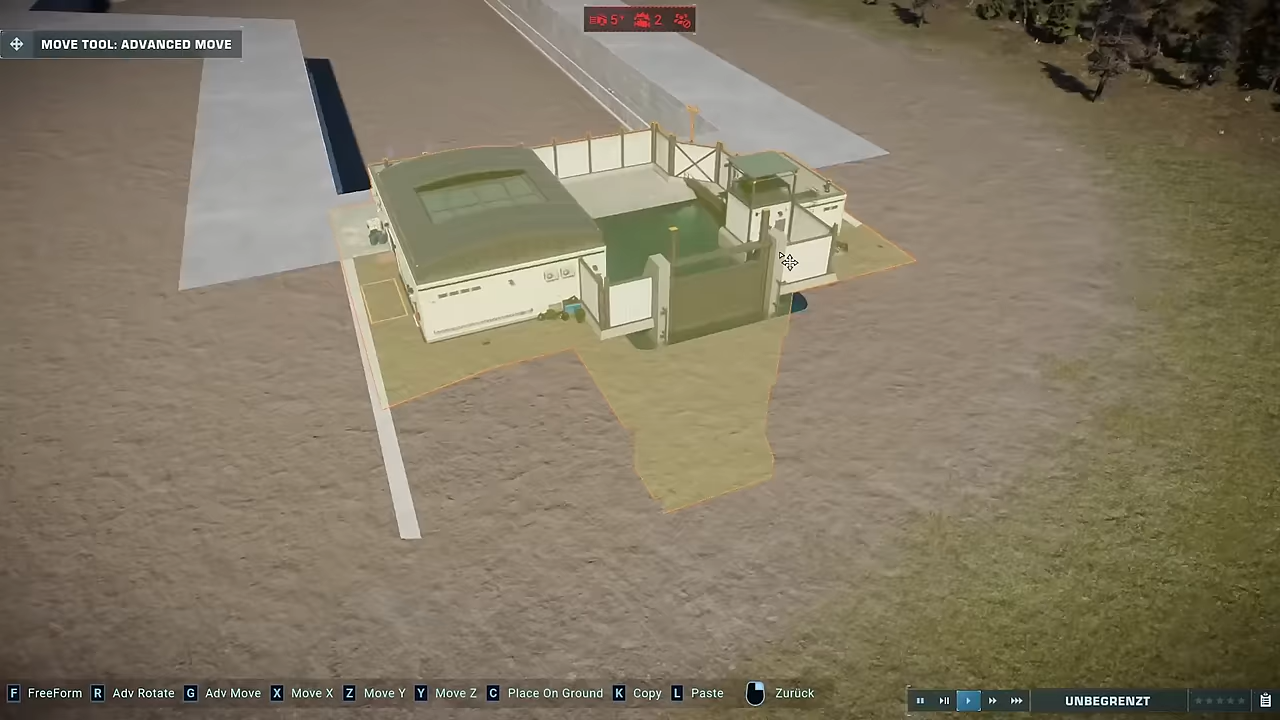 5*
2
MOVE TOOL: ADVANCED MOVE
F FreeForm R Adv Rotate G Adv Move X Move X Z Move Y Y Move Z C Place On Ground K Copy L Paste Zurück
UNBEGRENZT